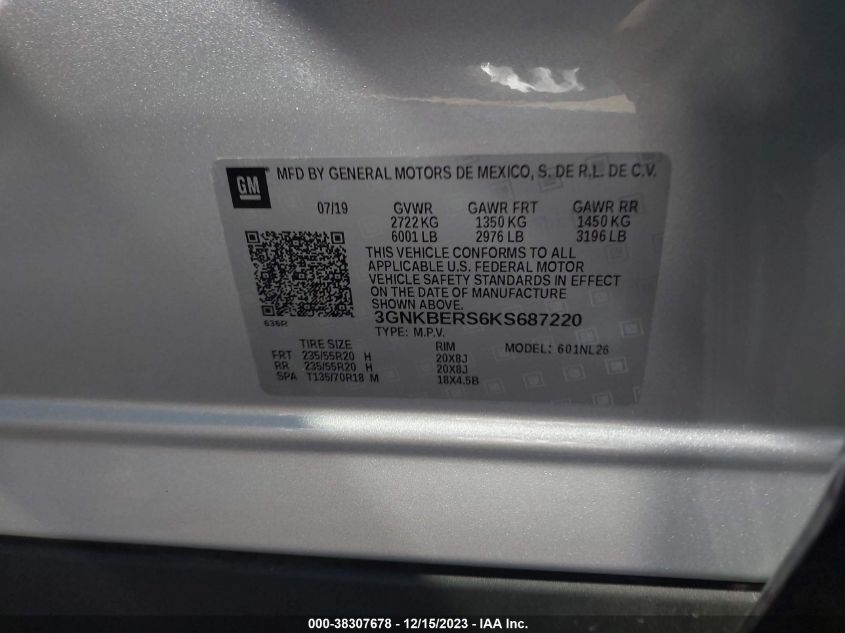 GM
MFD BY GENERAL MOTORS DE MEXICO, S. DE R.L. DE C.V.
07/19 GVWR GAWR FRT GAWR RR
2722 KG 1350 KG 1450 KG
6001 LB 2976 LB 3196 LB
THIS VEHICLE CONFORMS TO ALL
APPLICABLE U.S. FEDERAL MOTOR
VEHICLE SAFETY STANDARDS IN EFFECT
ON THE DATE OF MANUFACTURE
SHOWN ABOVE.
636R
3GNKBERS6KS687220
TYPE: M.P.V.
TIRE SIZE RIM MODEL: 601NL26
FRT 235/55R20 H 20X8J
RR 235/55R20 H 20X8J
SPA T135/70R18 M 18X4.5B
000-38307678 - 12/15/2023 - IAA Inc.